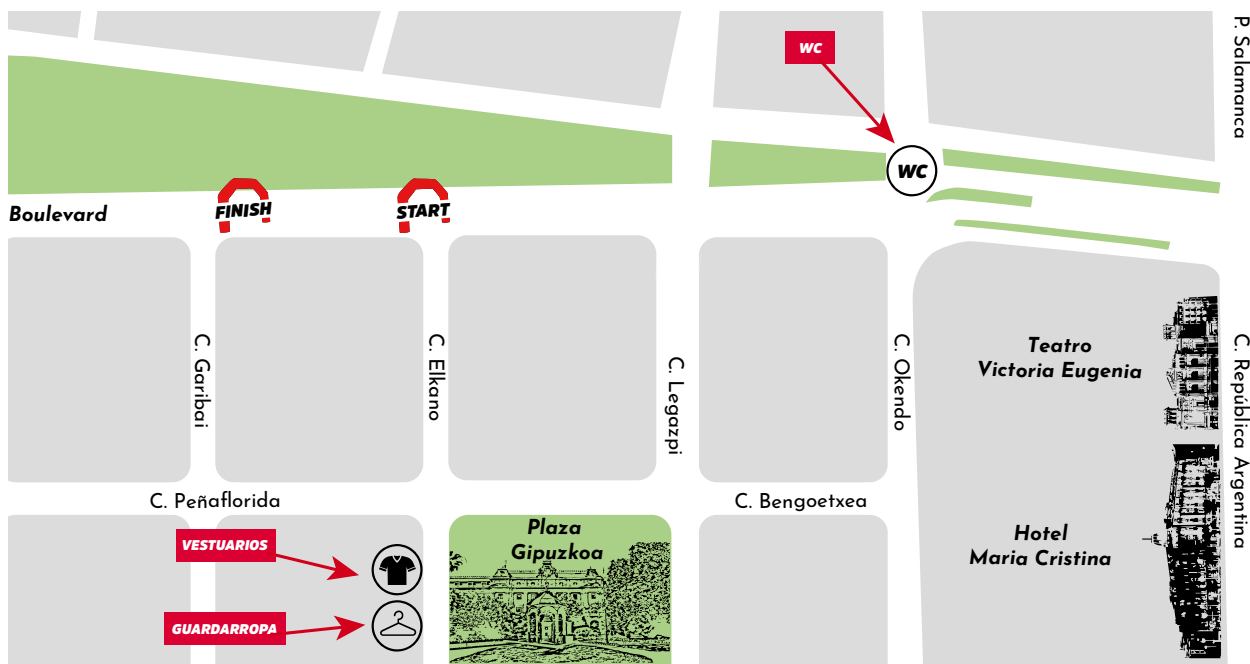 P. Salamanca
WC
WC
Boulevard
FINISH
START
C. Garibai
C. Elkano
C. Legazpi
C. Okendo
Teatro
Victoria Eugenia
C. República Argentina
C. Peñaflorida
C. Bengoetxea
VESTUARIOS
Plaza
Gipuzkoa
Hotel
Maria Cristina
GUARDARROPA